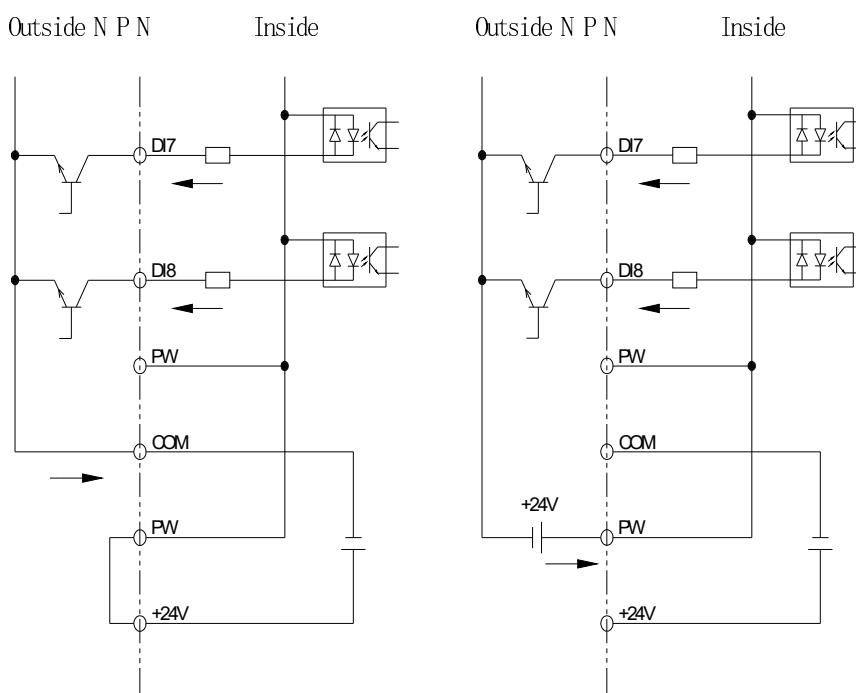 Outside N P N Inside
DI7
DI8
PW
COM
PW
+24V
Outside N P N Inside
DI7
DI8
PW
COM
+24V
PW
+24V